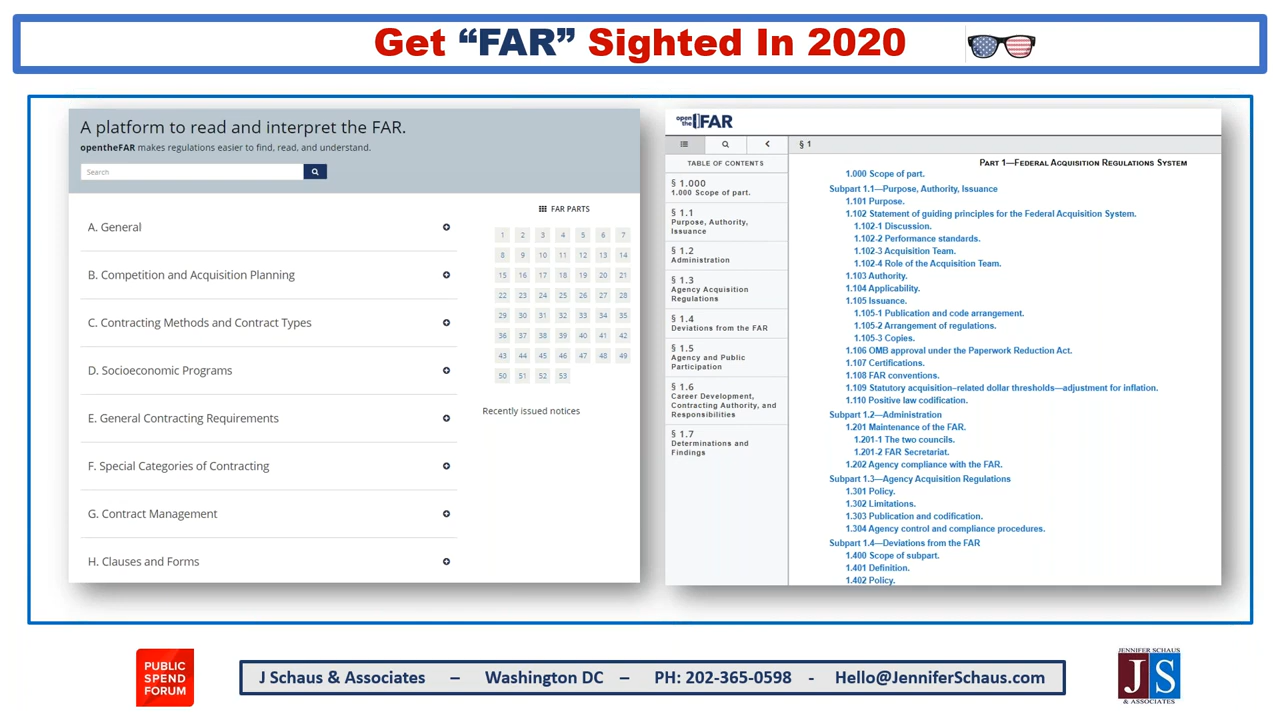 Get “FAR” Sighted In 2020
A platform to read and interpret the FAR.
opentheFAR makes regulations easier to find, read, and understand.
Search
A. General
B. Competition and Acquisition Planning
C. Contracting Methods and Contract Types
D. Socioeconomic Programs
E. General Contracting Requirements
F. Special Categories of Contracting
G. Contract Management
H. Clauses and Forms
FAR PARTS
1 2 3 4 5 6 7
8 9 10 11 12 13 14
15 16 17 18 19 20 21
22 23 24 25 26 27 28
29 30 31 32 33 34 35
36 37 38 39 40 41 42
43 44 45 46 47 48 49
50 51 52 53
Recently issued notices
open the FAR
§ 1
TABLE OF CONTENTS
§ 1.000
1.000 Scope of part.
§ 1.1
Purpose, Authority,
Issuance
§ 1.2
Administration
§ 1.3
Agency Acquisition
Regulations
§ 1.4
Deviations from the FAR
§ 1.5
Agency and Public
Participation
§ 1.6
Career Development,
Contracting Authority, and
Responsibilities
§ 1.7
Determinations and
Findings
Part 1—Federal Acquisition Regulations System
1.000 Scope of part.
Subpart 1.1—Purpose, Authority, Issuance
1.101 Purpose.
1.102 Statement of guiding principles for the Federal Acquisition System.
1.102-1 Discussion.
1.102-2 Performance standards.
1.102-3 Acquisition Team.
1.102-4 Role of the Acquisition Team.
1.103 Authority.
1.104 Applicability.
1.105 Issuance.
1.105-1 Publication and code arrangement.
1.105-2 Arrangement of regulations.
1.105-3 Copies.
1.106 OMB approval under the Paperwork Reduction Act.
1.107 Certifications.
1.108 FAR conventions.
1.109 Statutory acquisition–related dollar thresholds—adjustment for inflation.
1.110 Positive law codification.
Subpart 1.2—Administration
1.201 Maintenance of the FAR.
1.201-1 The two councils.
1.201-2 FAR Secretariat.
1.202 Agency compliance with the FAR.
Subpart 1.3—Agency Acquisition Regulations
1.301 Policy.
1.302 Limitations.
1.303 Publication and codification.
1.304 Agency control and compliance procedures.
Subpart 1.4—Deviations from the FAR
1.400 Scope of subpart.
1.401 Definition.
1.402 Policy.
PUBLIC
SPEND
FORUM
J Schaus & Associates – Washington DC – PH: 202-365-0598 - Hello@JenniferSchaus.com
JENNIFER SCHAUS
J S
& ASSOCIATES